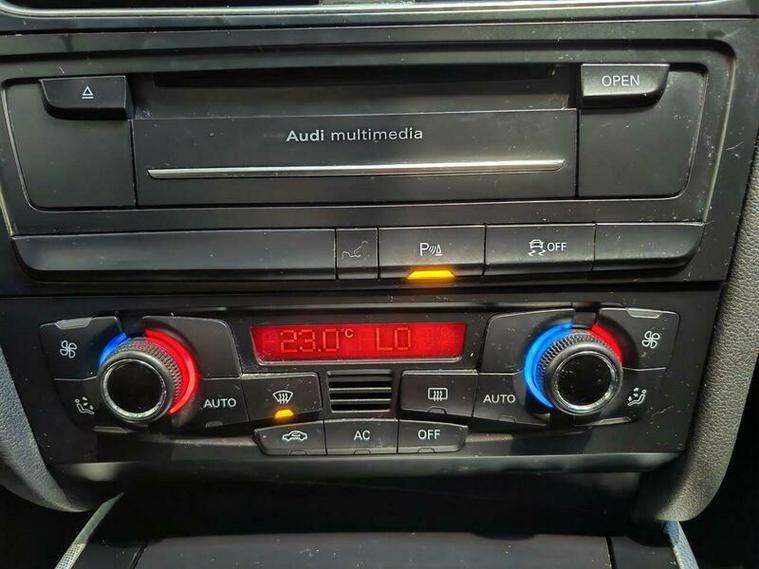 OPEN
Audi multimedia
P
OFF
23.0°C LO
AUTO
AUTO
AC
OFF